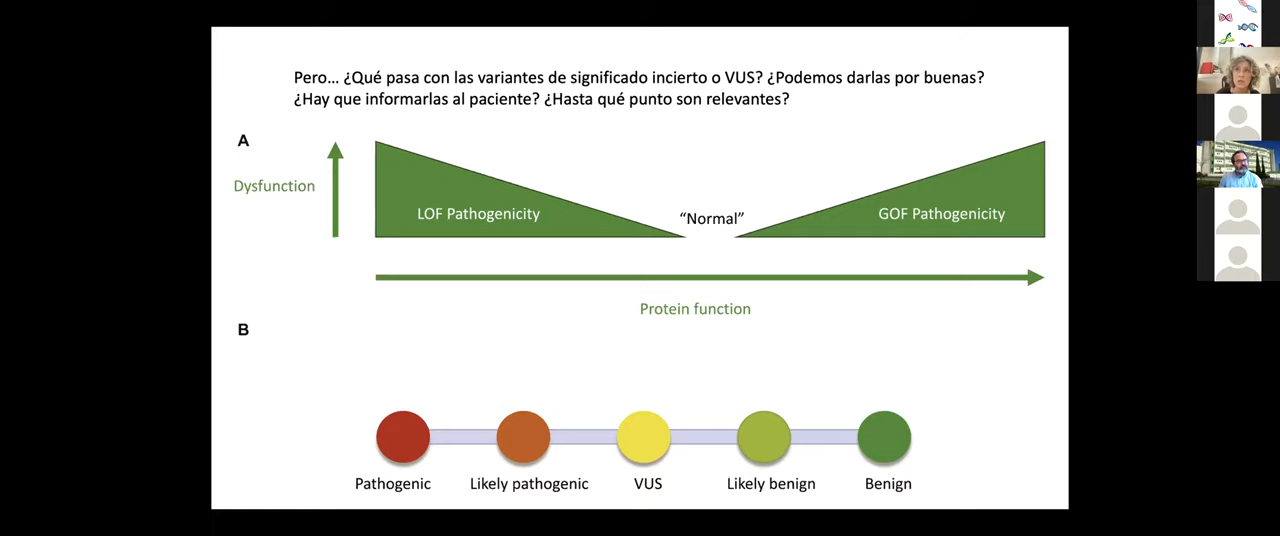 Pero... ¿Qué pasa con las variantes de significado incierto o VUS? ¿Podemos darlas por buenas?
¿Hay que informarlas al paciente? ¿Hasta qué punto son relevantes?
A
Dysfunction
LOF Pathogenicity
“Normal”
GOF Pathogenicity
Protein function
B
Pathogenic
Likely pathogenic
VUS
Likely benign
Benign